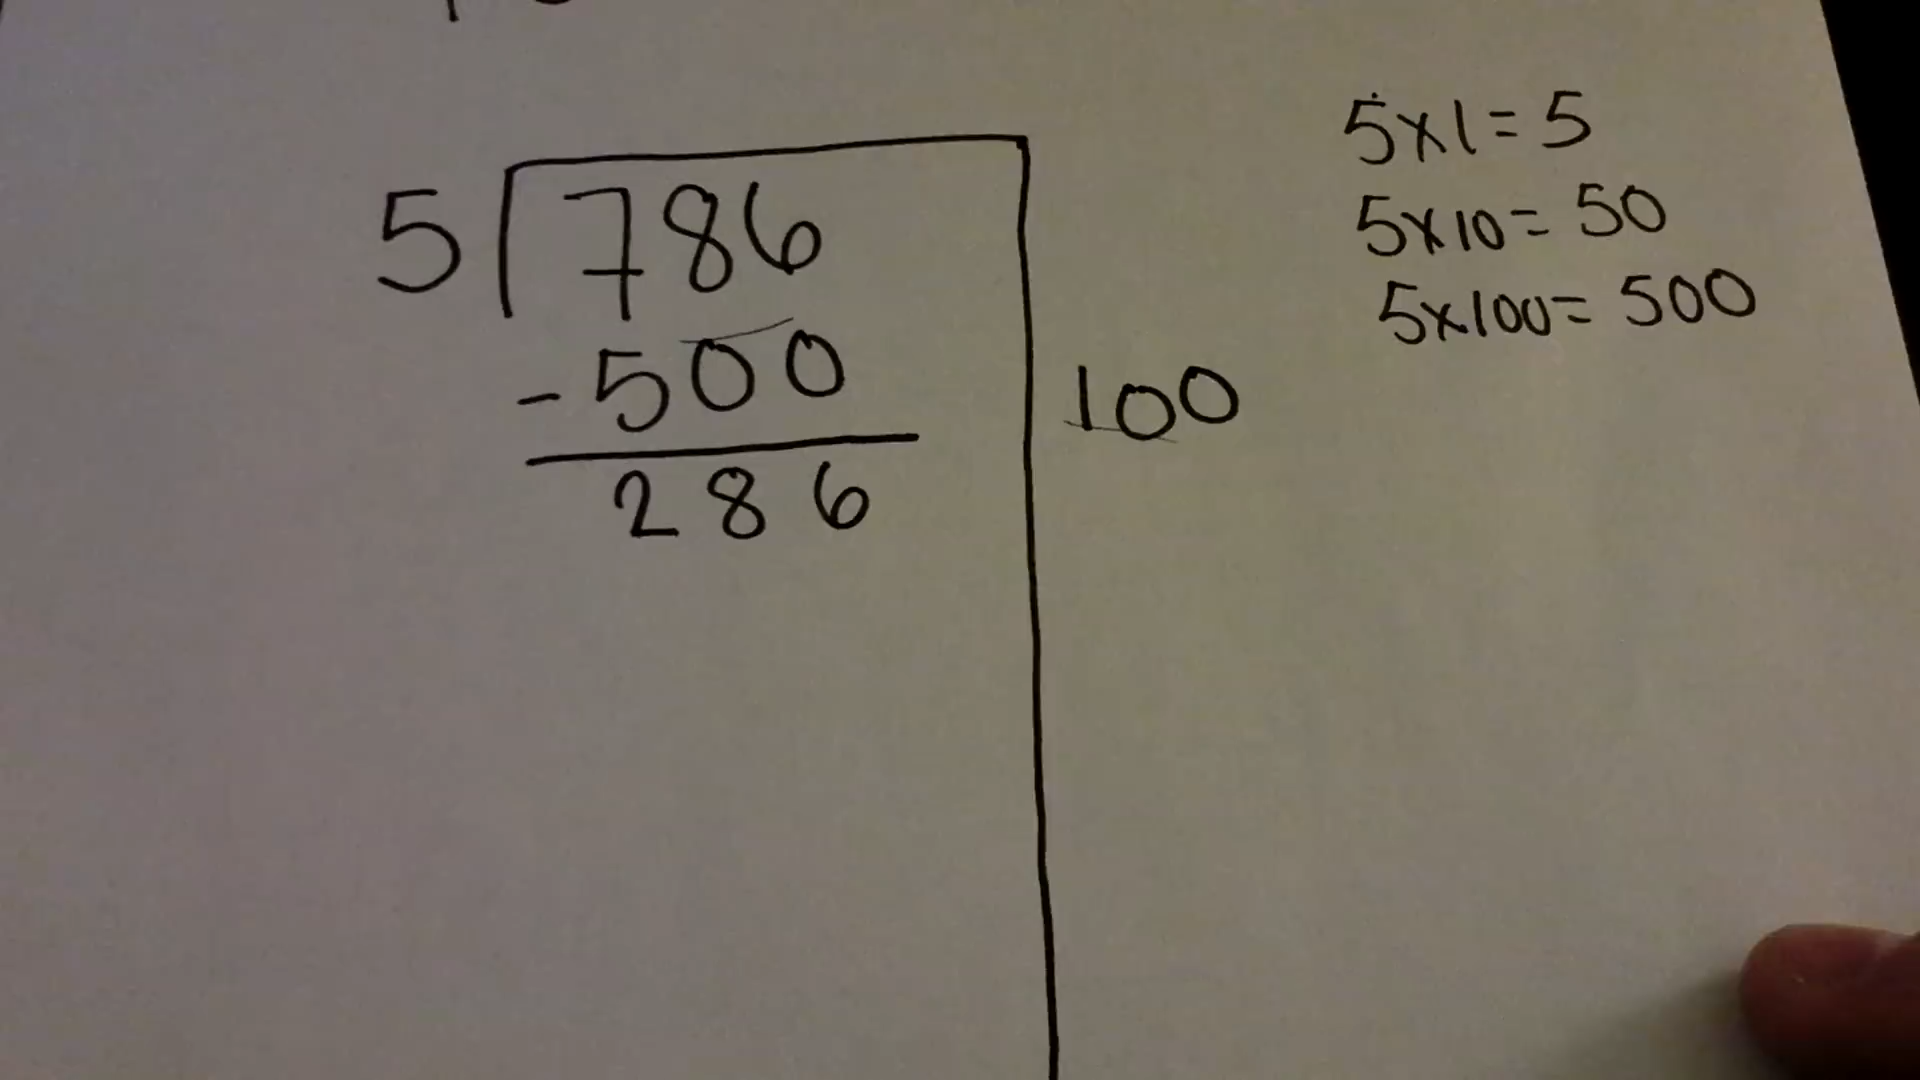 5 786
- 500 100
286
5x1 = 5
5x10 = 50
5x100 = 500